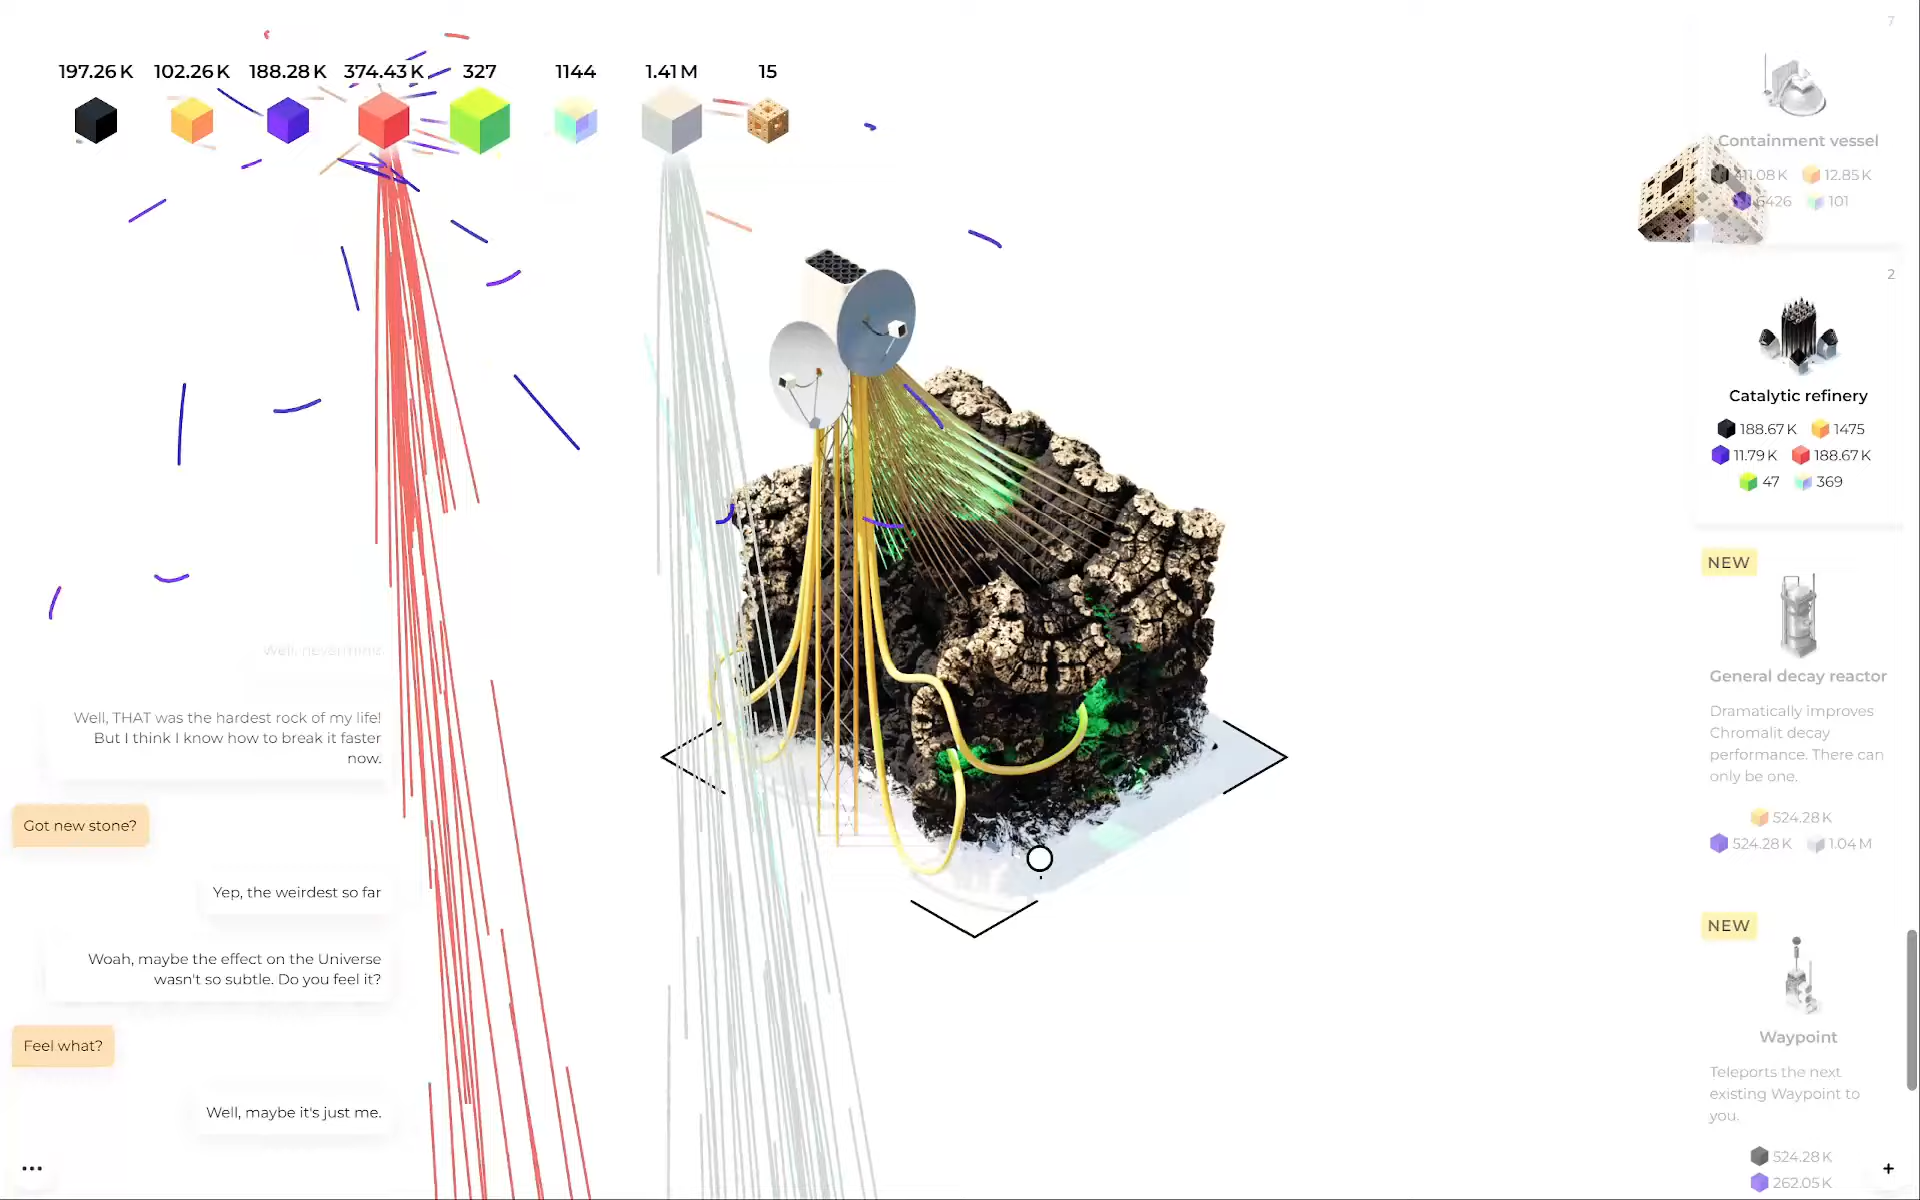 197.26 K 102.26 K 188.28 K 374.43 K 327 1144 1.41 M 15
Well, nevermind.
Well, THAT was the hardest rock of my life!
But I think I know how to break it faster
now.
Got new stone?
Yep, the weirdest so far
Woah, maybe the effect on the Universe
wasn't so subtle. Do you feel it?
Feel what?
Well, maybe it's just me.
7
Containment vessel
411.08 K 12.85 K
6426 101
2
Catalytic refinery
188.67 K 1475
11.79 K 188.67 K
47 369
NEW
General decay reactor
Dramatically improves
Chromalit decay
performance. There can
only be one.
524.28 K
524.28 K 1.04 M
NEW
Waypoint
Teleports the next
existing Waypoint to
you.
524.28 K
262.05 K